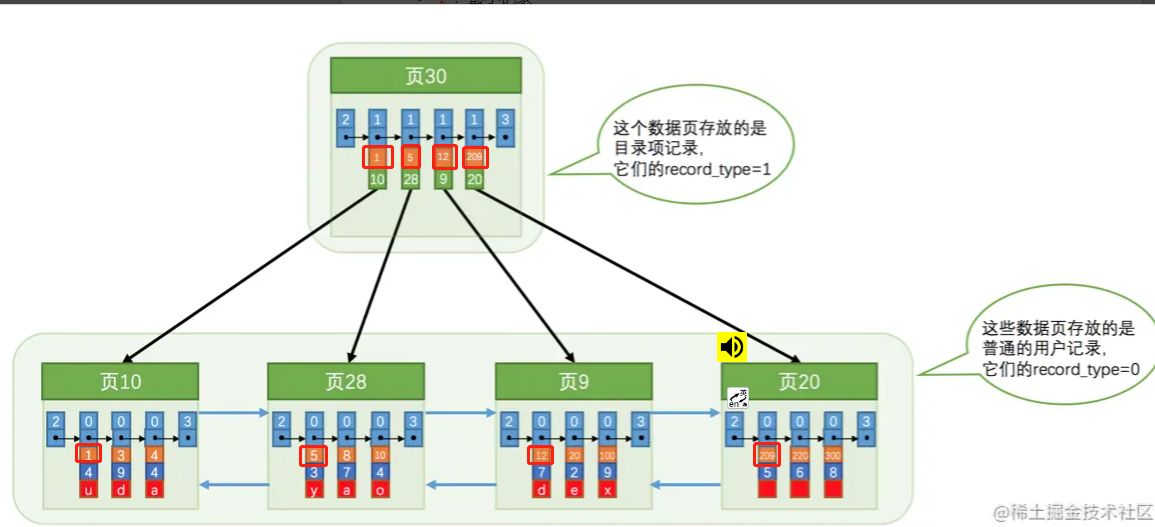 页30
2 1 1 1 1 3
1 5 12 209
10 28 9 20
这个数据页存放的是
目录项记录,
它们的record_type=1
这些数据页存放的是
普通的用户记录,
它们的record_type=0
页10
2 0 0 0 3
1 3 4
4 9 4
u d a
页28
2 0 0 0 3
5 8 10
3 7 4
y a o
页9
2 0 0 0 3
12 20 100
7 2 9
d e x
页20
英
en
2 0 0 0 3
209 220 300
5 6 8
@稀土掘金技术社区